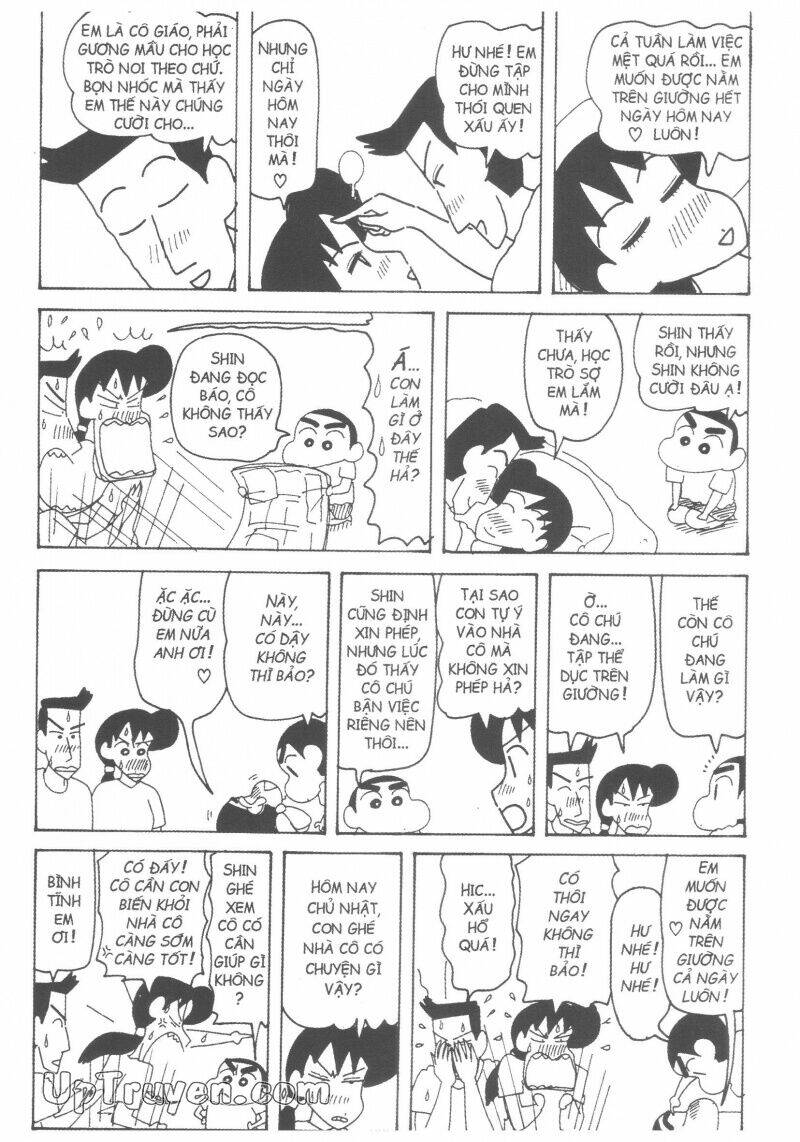 CẢ TUẦN LÀM VIỆC
MỆT QUÁ RỒI... EM
MUỐN ĐƯỢC NẰM
TRÊN GIƯỜNG HẾT
NGÀY HÔM NAY
♡ LUÔN!
HƯ NHÉ! EM
ĐỪNG TẬP
CHO MÌNH
THÓI QUEN
XẤU ẤY!
NHƯNG
CHỈ
NGÀY
HÔM
NAY
THÔI
MÀ!
♡
EM LÀ CÔ GIÁO, PHẢI
GƯƠNG MẪU CHO HỌC
TRÒ NOI THEO CHỨ.
BỌN NHÓC MÀ THẤY
EM THẾ NÀY CHÚNG
CƯỜI CHO...
SHIN THẤY
RỒI, NHƯNG
SHIN KHÔNG
CƯỜI ĐÂU Ạ!
THẤY
CHƯA, HỌC
TRÒ SỢ
EM LẮM
MÀ!
Á...
CON
LÀM
GÌ Ở
ĐÂY
THẾ
HẢ?
SHIN
ĐANG ĐỌC
BÁO, CÔ
KHÔNG THẤY
SAO?
THẾ
CÒN CÔ
CHÚ
ĐANG
LÀM GÌ
VẬY?
Ơ...
CÔ CHÚ
ĐANG...
TẬP THỂ
DỤC TRÊN
GIƯỜNG!
TẠI SAO
CON TỰ Ý
VÀO NHÀ
CÔ MÀ
KHÔNG XIN
PHÉP HẢ?
SHIN
CŨNG ĐỊNH
XIN PHÉP,
NHƯNG LÚC
ĐÓ THẤY
CÔ CHÚ
BẬN VIỆC
RIÊNG NÊN
THÔI...
NÀY,
NÀY...
CÓ DẬY
KHÔNG
THÌ BẢO?
ẶC ẶC...
ĐỪNG CÙ
EM NỮA
ANH ƠI!
♡
EM
MUỐN
ĐƯỢC
♡ NẰM
TRÊN
GIƯỜNG
CẢ NGÀY
LUÔN!
HƯ
NHÉ!
HƯ
NHÉ!
CÓ
THÔI
NGAY
KHÔNG
THÌ
BẢO!
HIC...
XẤU
HỔ
QUÁ!
HÔM NAY
CHỦ NHẬT,
CON GHÉ
NHÀ CÔ CÓ
CHUYỆN GÌ
VẬY?
SHIN
GHÉ
XEM
CÔ CÓ
CẦN
GIÚP GÌ
KHÔNG
?
CÓ ĐẤY!
CÔ CẦN CON
BIẾN KHỎI
NHÀ CÔ
CÀNG SỚM
CÀNG TỐT!
BÌNH
TĨNH
EM
ƠI!
UpTruyen.com